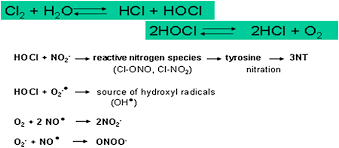 Cl₂ + H₂O ⇌ HCl + HOCl
2HOCl ⇌ 2HCl + O₂
HOCl + NO₂⁻ → reactive nitrogen species → tyrosine → 3NT
(Cl-ONO, Cl-NO₂) nitration
HOCl + O₂⁻• → source of hydroxyl radicals
(OH•)
O₂ + 2 NO• → 2NO₂⁻
O₂⁻ + NO• → ONOO⁻